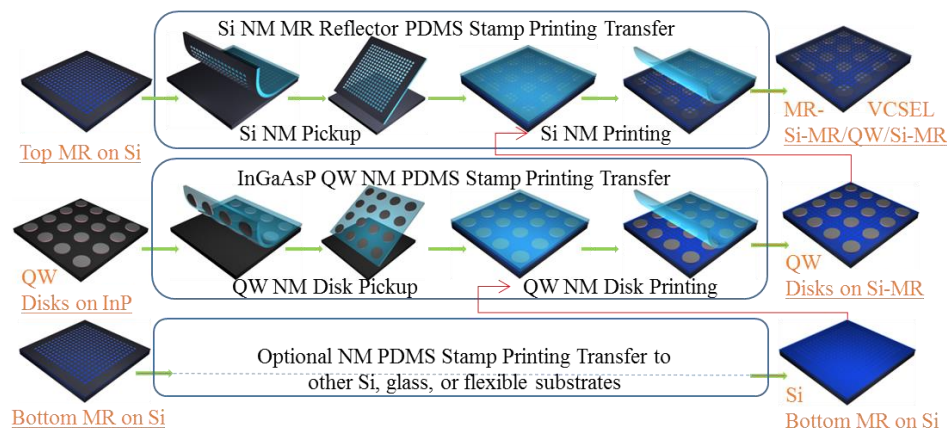 Si NM MR Reflector PDMS Stamp Printing Transfer
Si NM Pickup
Si NM Printing
Top MR on Si
MR- VCSEL
Si-MR/QW/Si-MR
InGaAsP QW NM PDMS Stamp Printing Transfer
QW NM Disk Pickup
QW NM Disk Printing
QW
Disks on InP
QW
Disks on Si-MR
Optional NM PDMS Stamp Printing Transfer to
other Si, glass, or flexible substrates
Bottom MR on Si
Si
Bottom MR on Si